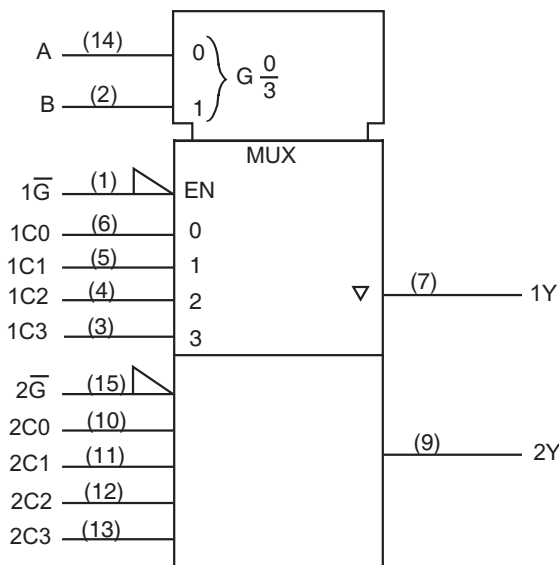 A (14) 0
G 0/3
B (2) 1
MUX
1G̅ (1) EN
1C0 (6) 0
1C1 (5) 1
1C2 (4) 2
▽ (7) 1Y
1C3 (3) 3
2G̅ (15)
2C0 (10)
(9) 2Y
2C1 (11)
2C2 (12)
2C3 (13)